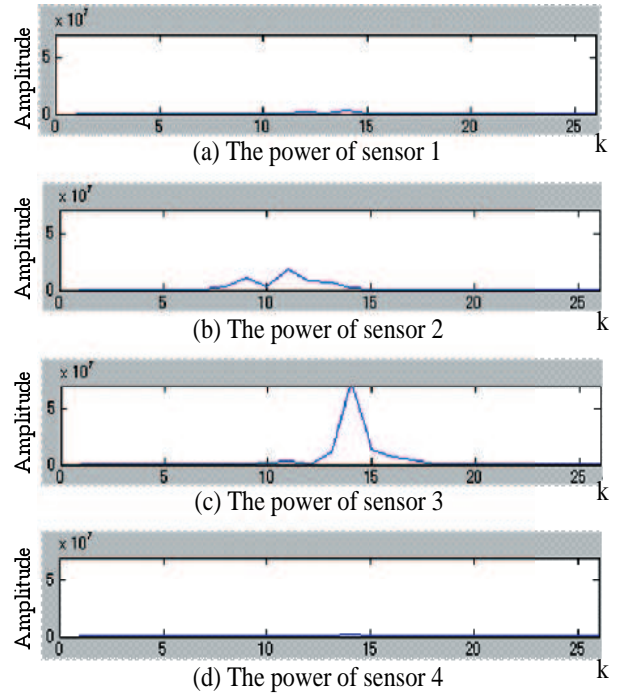 × 10⁷
Amplitude
5
0
0 5 10 15 20 25
k
(a) The power of sensor 1
× 10⁷
Amplitude
5
0
0 5 10 15 20 25
k
(b) The power of sensor 2
× 10⁷
Amplitude
5
0
0 5 10 15 20 25
k
(c) The power of sensor 3
× 10⁷
Amplitude
5
0
0 5 10 15 20 25
k
(d) The power of sensor 4